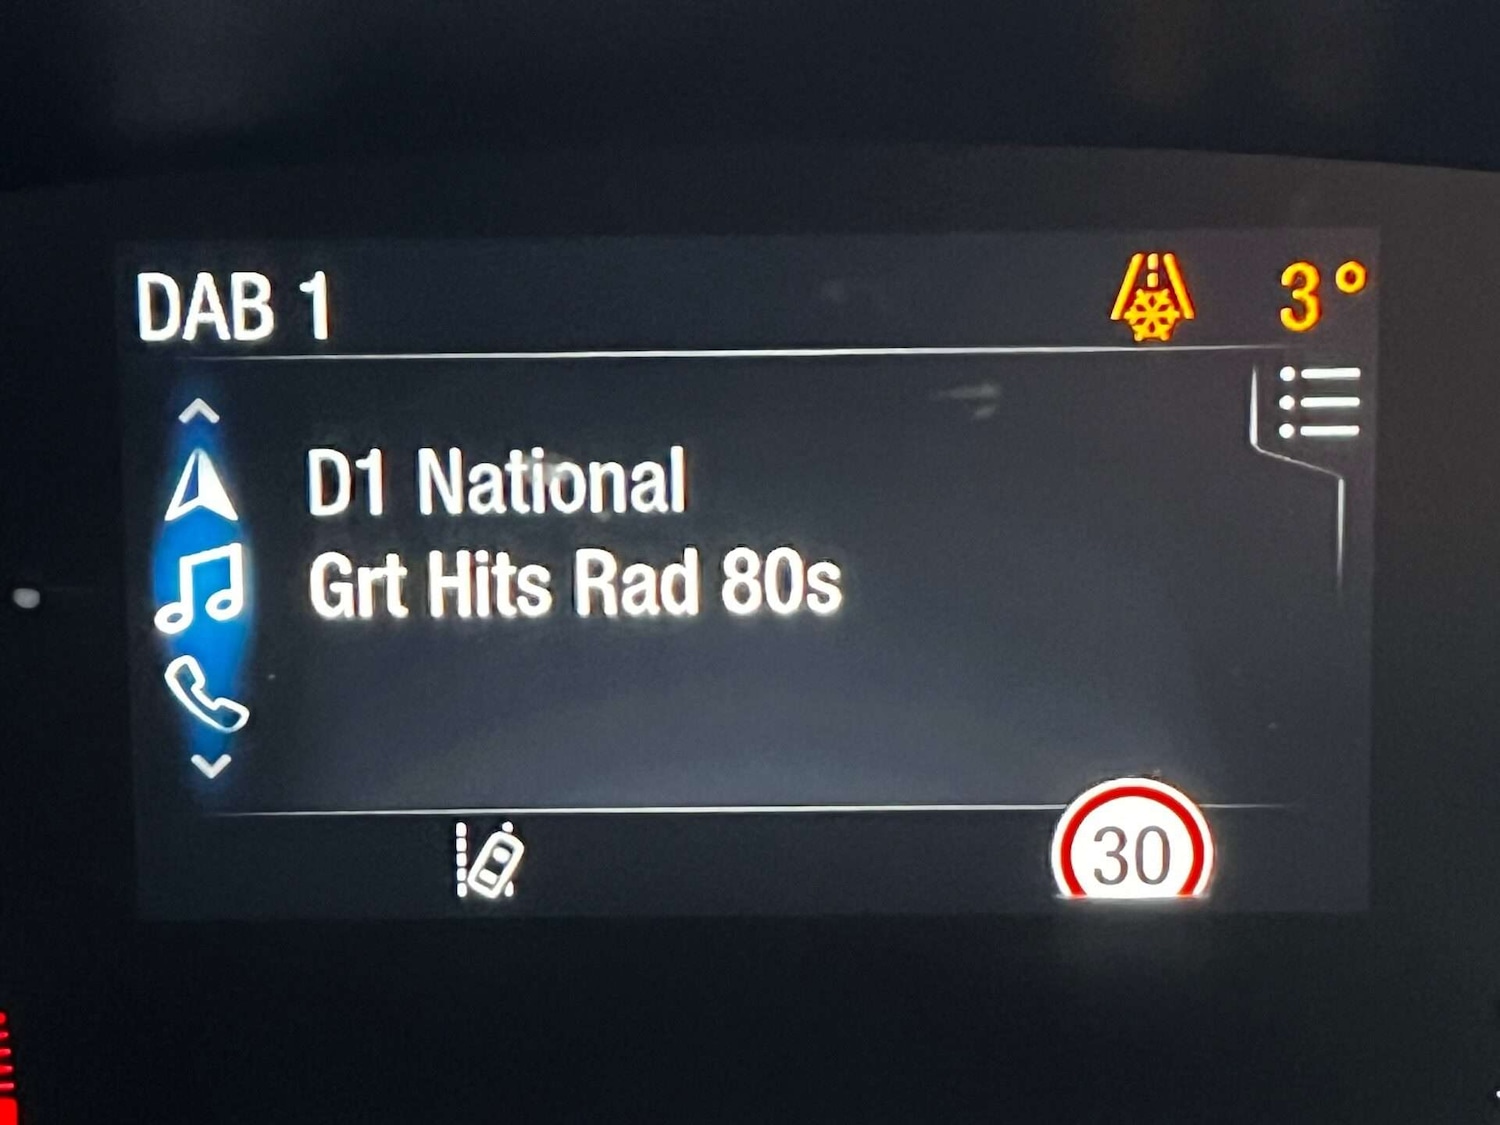 DAB 1
3°
D1 National
Grt Hits Rad 80s
30